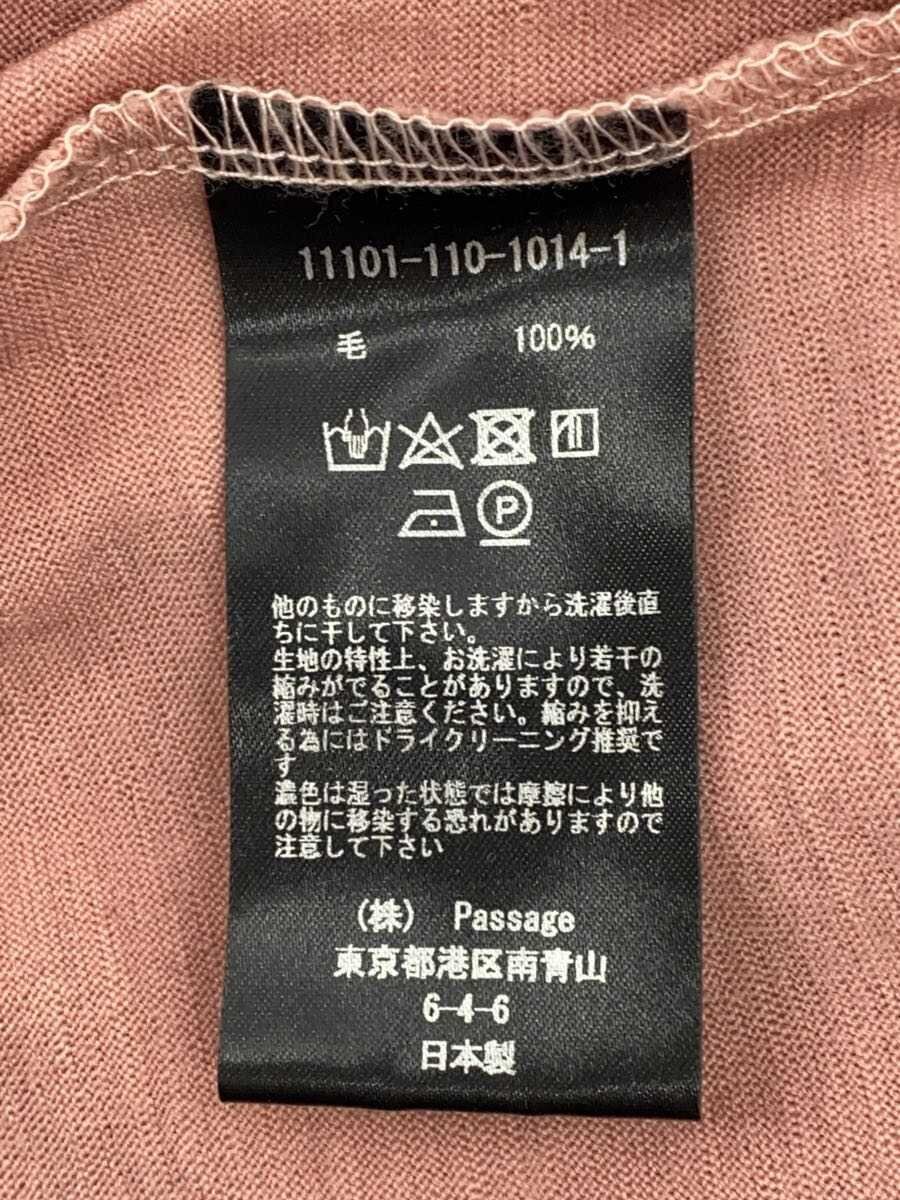 11101-110-1014-1
毛 100%
P
他のものに移染しますから洗濯後直
ちに干して下さい。
生地の特性上、お洗濯により若干の
縮みがでることがありますので、洗
濯時はご注意ください。縮みを抑え
る為にはドライクリーニング推奨で
す
濃色は湿った状態では摩擦により他
の物に移染する恐れがありますので
注意して下さい
(株) Passage
東京都港区南青山
6-4-6
日本製